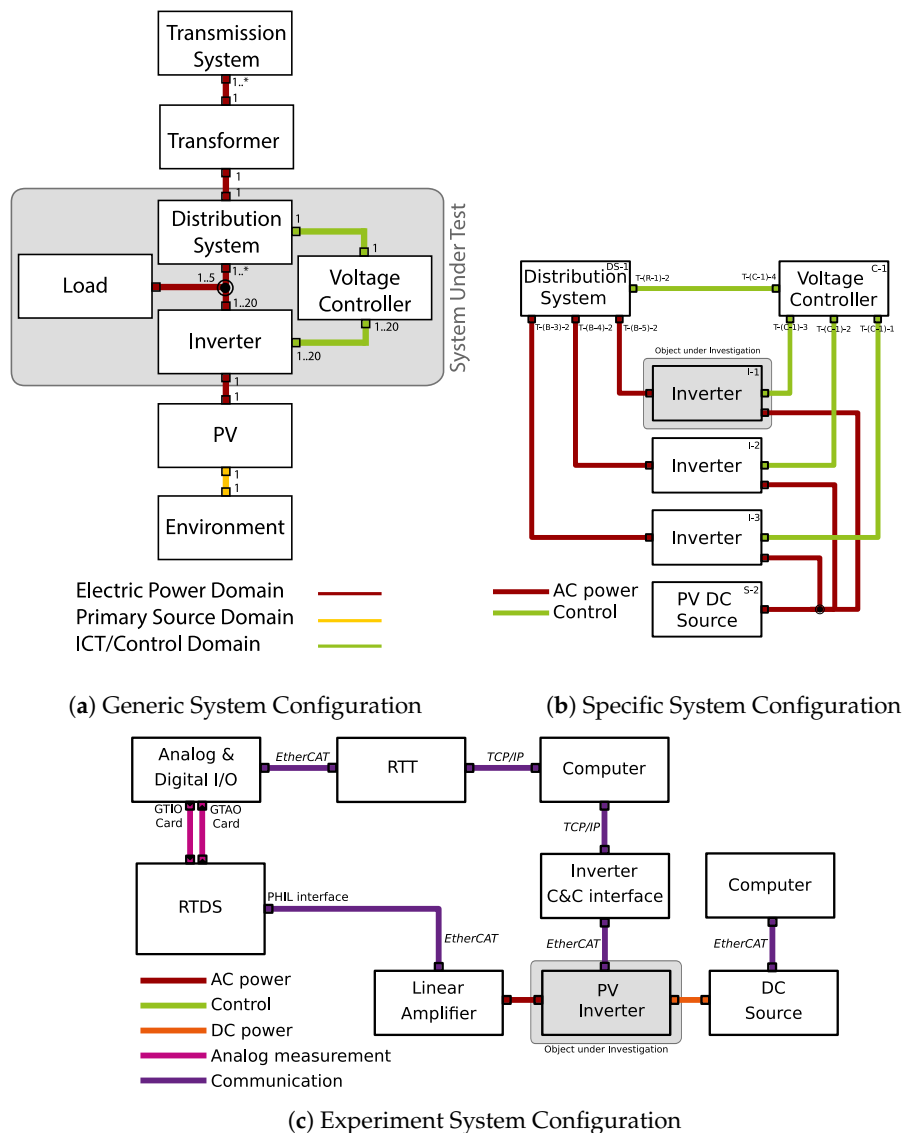 Transmission
System
1..*
1
Transformer
1
1
Distribution
System
1
1
1..*
1..5
Load
Voltage
Controller
1..20
1..20
Inverter
1..20
System Under Test
1
1
PV
1
1
Environment
Electric Power Domain
Primary Source Domain
ICT/Control Domain
(a) Generic System Configuration
DS-1
Distribution
System
T-(R-1)-2
T-(C-1)-4
C-1
Voltage
Controller
T-(B-3)-2
T-(B-4)-2
T-(B-5)-2
T-(C-1)-3
T-(C-1)-2
T-(C-1)-1
Object under Investigation
I-1
Inverter
I-2
Inverter
I-3
Inverter
S-2
PV DC
Source
AC power
Control
(b) Specific System Configuration
Analog &
Digital I/O
EtherCAT
RTT
TCP/IP
Computer
GTIO
Card
GTAO
Card
TCP/IP
RTDS
PHIL interface
Inverter
C&C interface
Computer
EtherCAT
EtherCAT
EtherCAT
Linear
Amplifier
PV
Inverter
DC
Source
Object under Investigation
AC power
Control
DC power
Analog measurement
Communication
(c) Experiment System Configuration